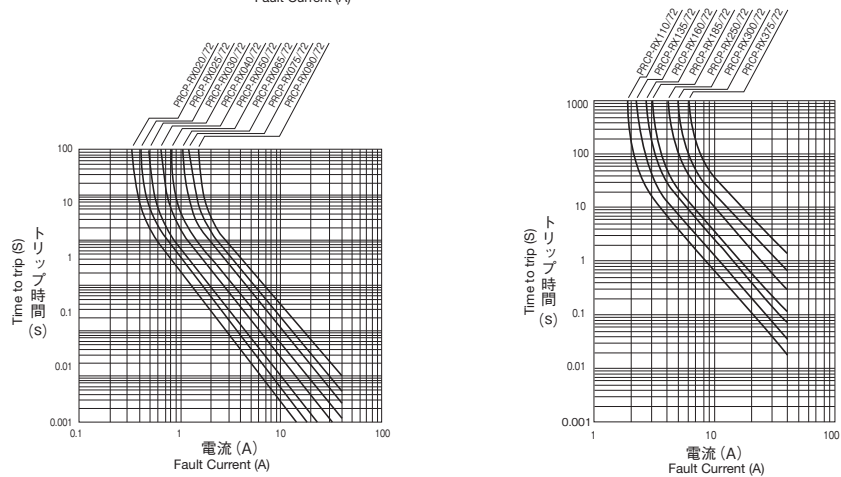 Fault Current (A)
PRCP-RX020/72
PRCP-RX025/72
PRCP-RX030/72
PRCP-RX040/72
PRCP-RX050/72
PRCP-RX065/72
PRCP-RX075/72
PRCP-RX090/72
100
10
1
0.1
0.01
0.001
Time to trip (S)
トリップ時間(s)
0.1
1
10
100
電流(A)
Fault Current (A)
PRCP-RX110/72
PRCP-RX135/72
PRCP-RX160/72
PRCP-RX185/72
PRCP-RX250/72
PRCP-RX300/72
PRCP-RX375/72
1000
100
10
1
0.1
0.01
0.001
Time to trip (S)
トリップ時間(s)
1
10
100
電流(A)
Fault Current (A)